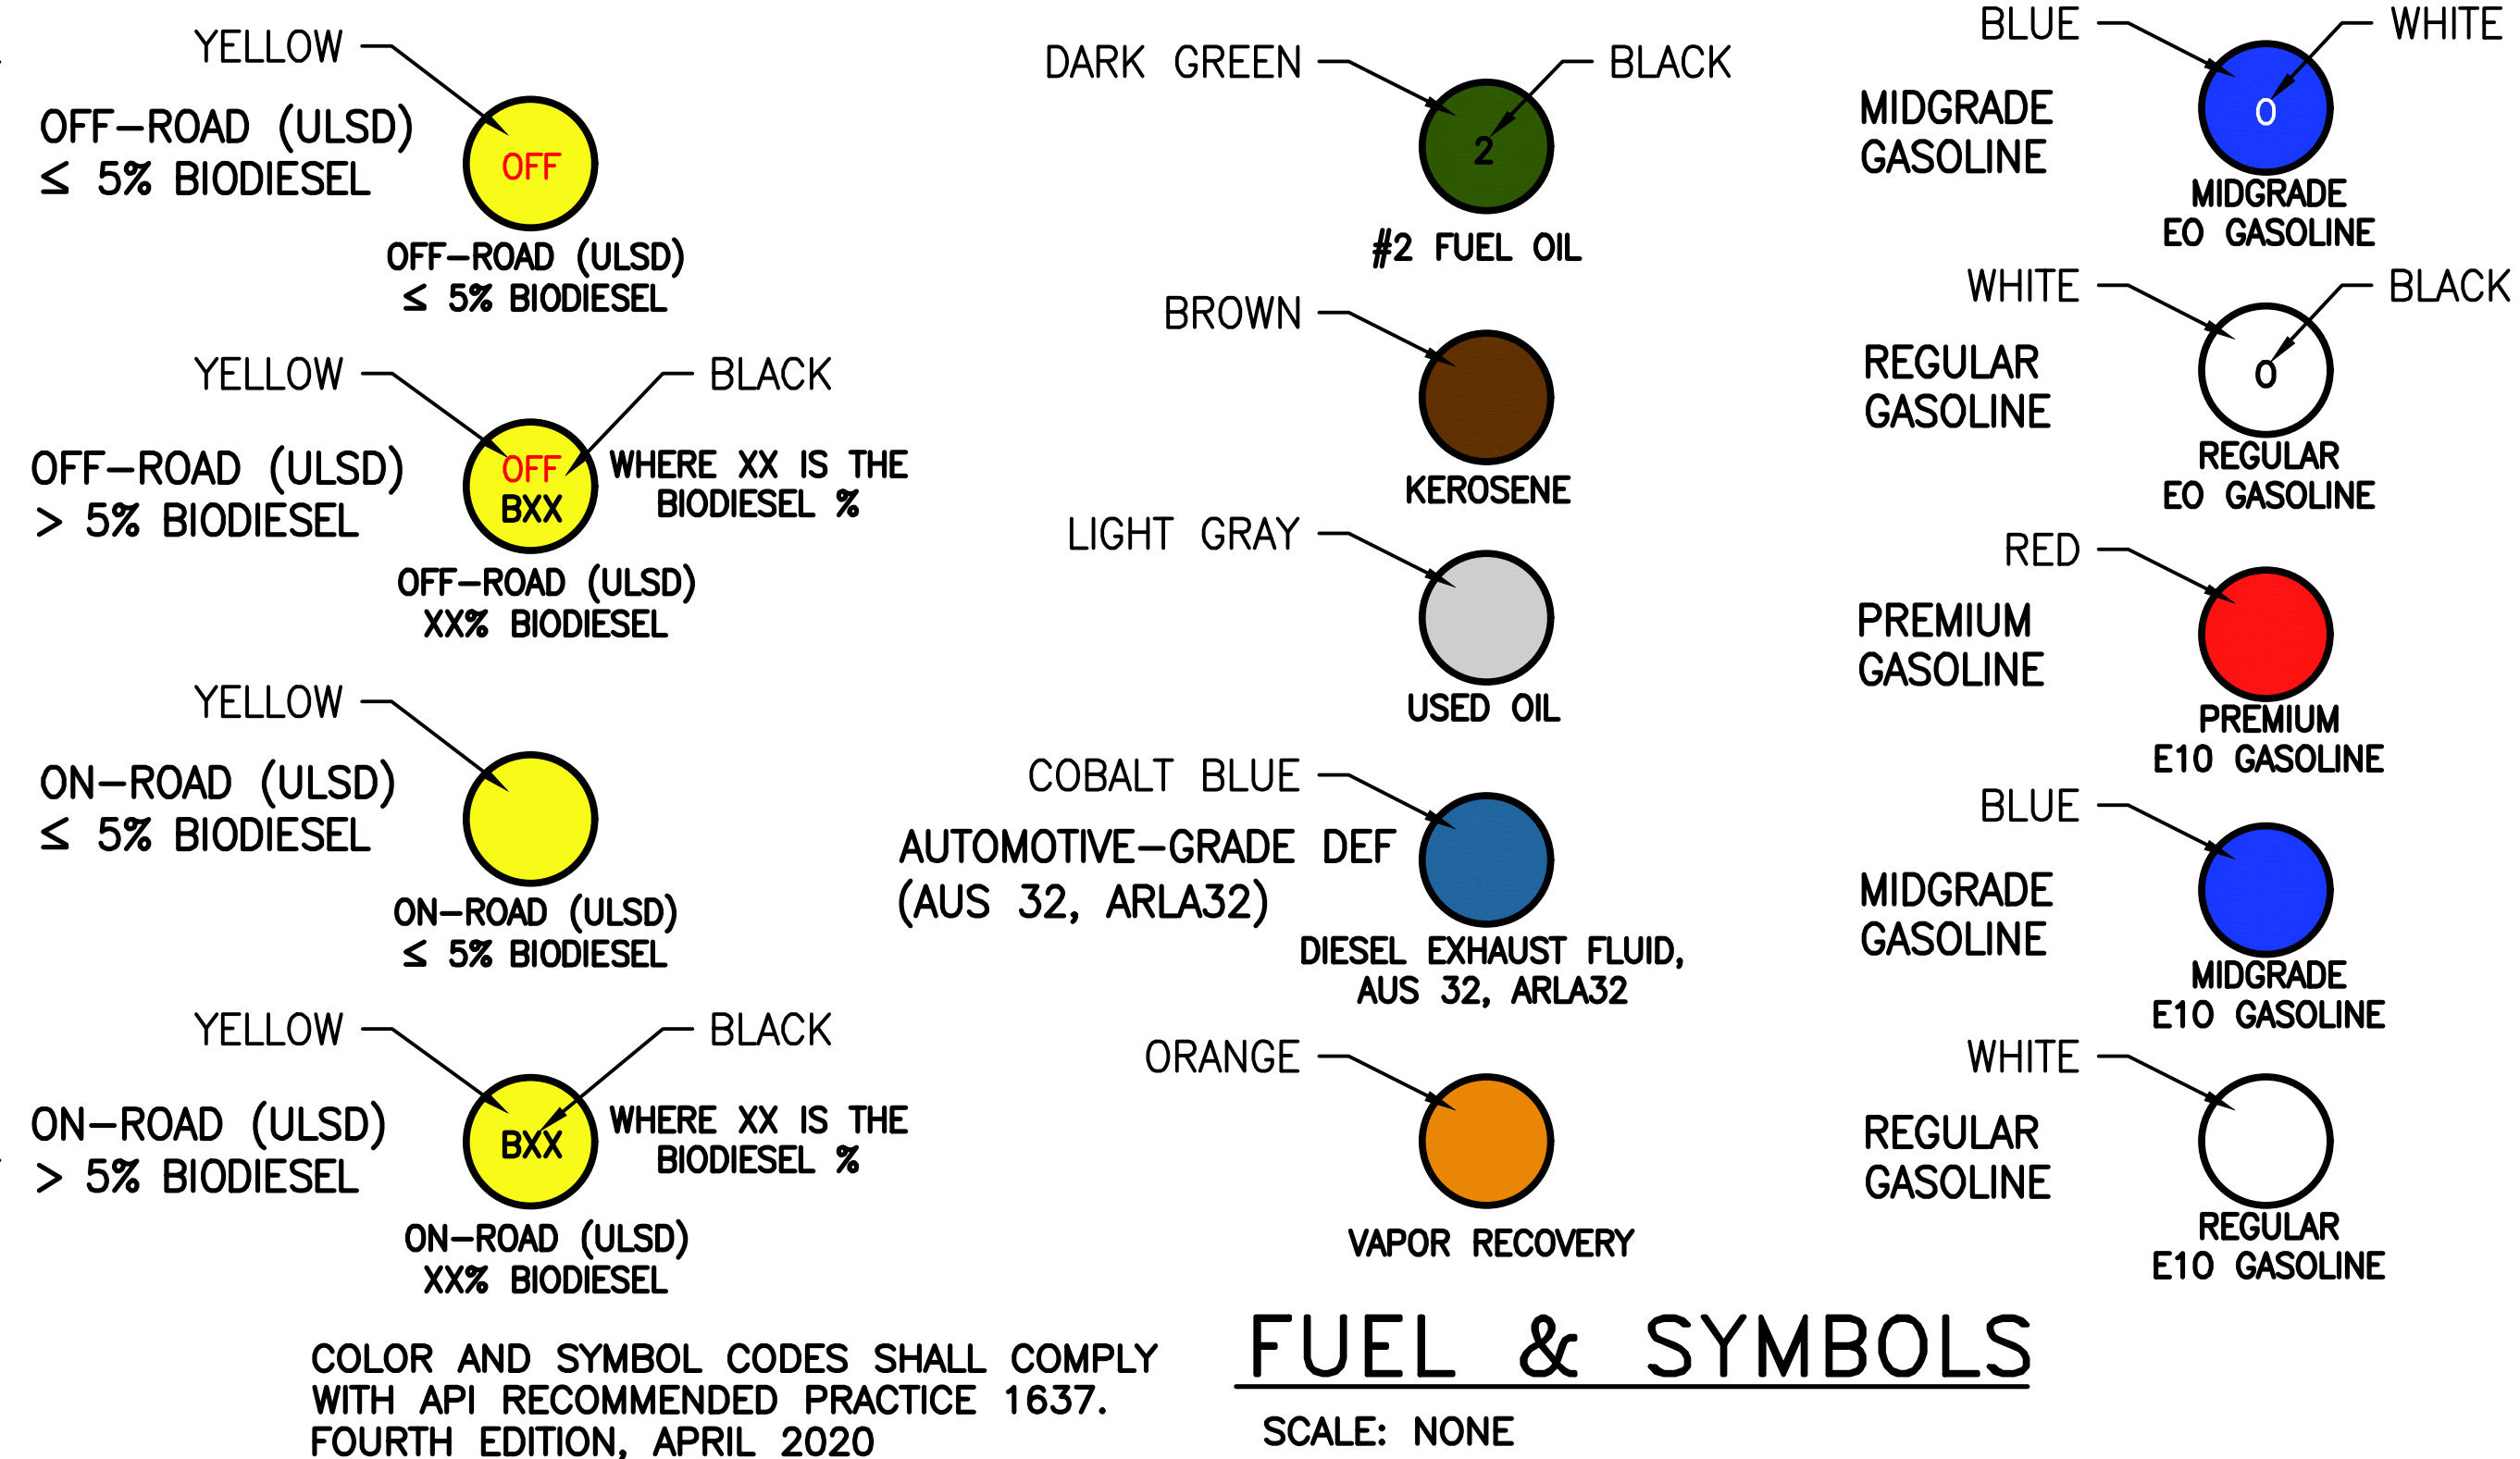 YELLOW
OFF-ROAD (ULSD)
≤ 5% BIODIESEL
OFF
OFF-ROAD (ULSD)
≤ 5% BIODIESEL
YELLOW
BLACK
OFF-ROAD (ULSD)
> 5% BIODIESEL
OFF
BXX
WHERE XX IS THE
BIODIESEL %
OFF-ROAD (ULSD)
XX% BIODIESEL
YELLOW
ON-ROAD (ULSD)
≤ 5% BIODIESEL
ON-ROAD (ULSD)
≤ 5% BIODIESEL
YELLOW
BLACK
ON-ROAD (ULSD)
> 5% BIODIESEL
BXX
WHERE XX IS THE
BIODIESEL %
ON-ROAD (ULSD)
XX% BIODIESEL
DARK GREEN
BLACK
2
#2 FUEL OIL
BROWN
KEROSENE
LIGHT GRAY
USED OIL
COBALT BLUE
AUTOMOTIVE-GRADE DEF
(AUS 32, ARLA32)
DIESEL EXHAUST FLUID,
AUS 32, ARLA32
ORANGE
VAPOR RECOVERY
BLUE
WHITE
MIDGRADE
GASOLINE
0
MIDGRADE
E0 GASOLINE
WHITE
BLACK
REGULAR
GASOLINE
0
REGULAR
E0 GASOLINE
RED
PREMIUM
GASOLINE
PREMIUM
E10 GASOLINE
BLUE
MIDGRADE
GASOLINE
MIDGRADE
E10 GASOLINE
WHITE
REGULAR
GASOLINE
REGULAR
E10 GASOLINE
COLOR AND SYMBOL CODES SHALL COMPLY
WITH API RECOMMENDED PRACTICE 1637.
FOURTH EDITION, APRIL 2020
FUEL & SYMBOLS
SCALE: NONE